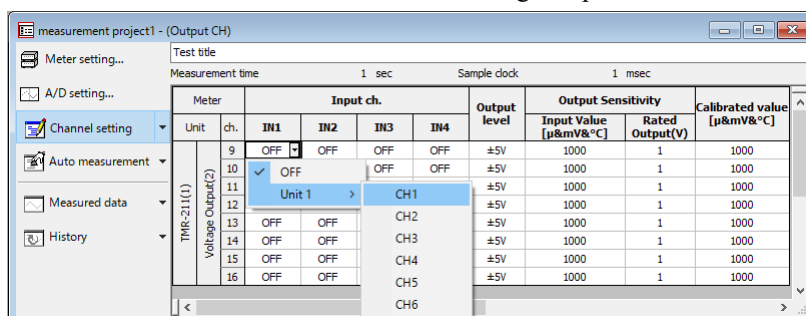 measurement project1 - (Output CH)
Meter setting...
A/D setting...
Channel setting
Auto measurement
Measured data
History
Test title
Measurement time 1 sec Sample clock 1 msec
Meter Input ch. Output level Output Sensitivity Calibrated value [µ&mV&°C]
Unit ch. IN1 IN2 IN3 IN4 Input Value [µ&mV&°C] Rated Output(V)
TMR-211(1)
Voltage Output(2)
9 OFF OFF OFF OFF ±5V 1000 1 1000
10 OFF OFF ±5V 1000 1 1000
11 ±5V 1000 1 1000
12 ±5V 1000 1 1000
13 OFF OFF ±5V 1000 1 1000
14 OFF OFF ±5V 1000 1 1000
15 OFF OFF ±5V 1000 1 1000
16 OFF OFF ±5V 1000 1 1000
OFF
Unit 1
CH1
CH2
CH3
CH4
CH5
CH6